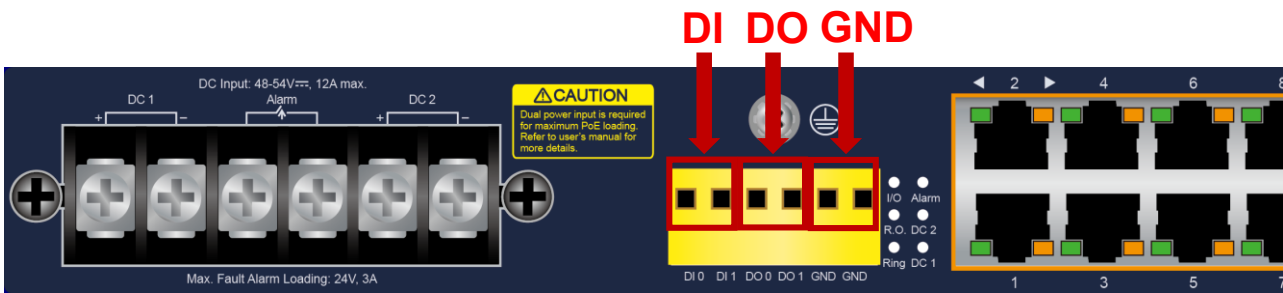 DI DO GND
DC Input: 48-54V⎓, 12A max.
DC 1 Alarm DC 2
+ − + −
⚠CAUTION
Dual power input is required
for maximum PoE loading.
Refer to user's manual for
more details.
◀ 2 ▶ 4 6 8
I/O Alarm
R.O. DC 2
Ring DC 1
DI 0 DI 1 DO 0 DO 1 GND GND
Max. Fault Alarm Loading: 24V, 3A
1 3 5 7